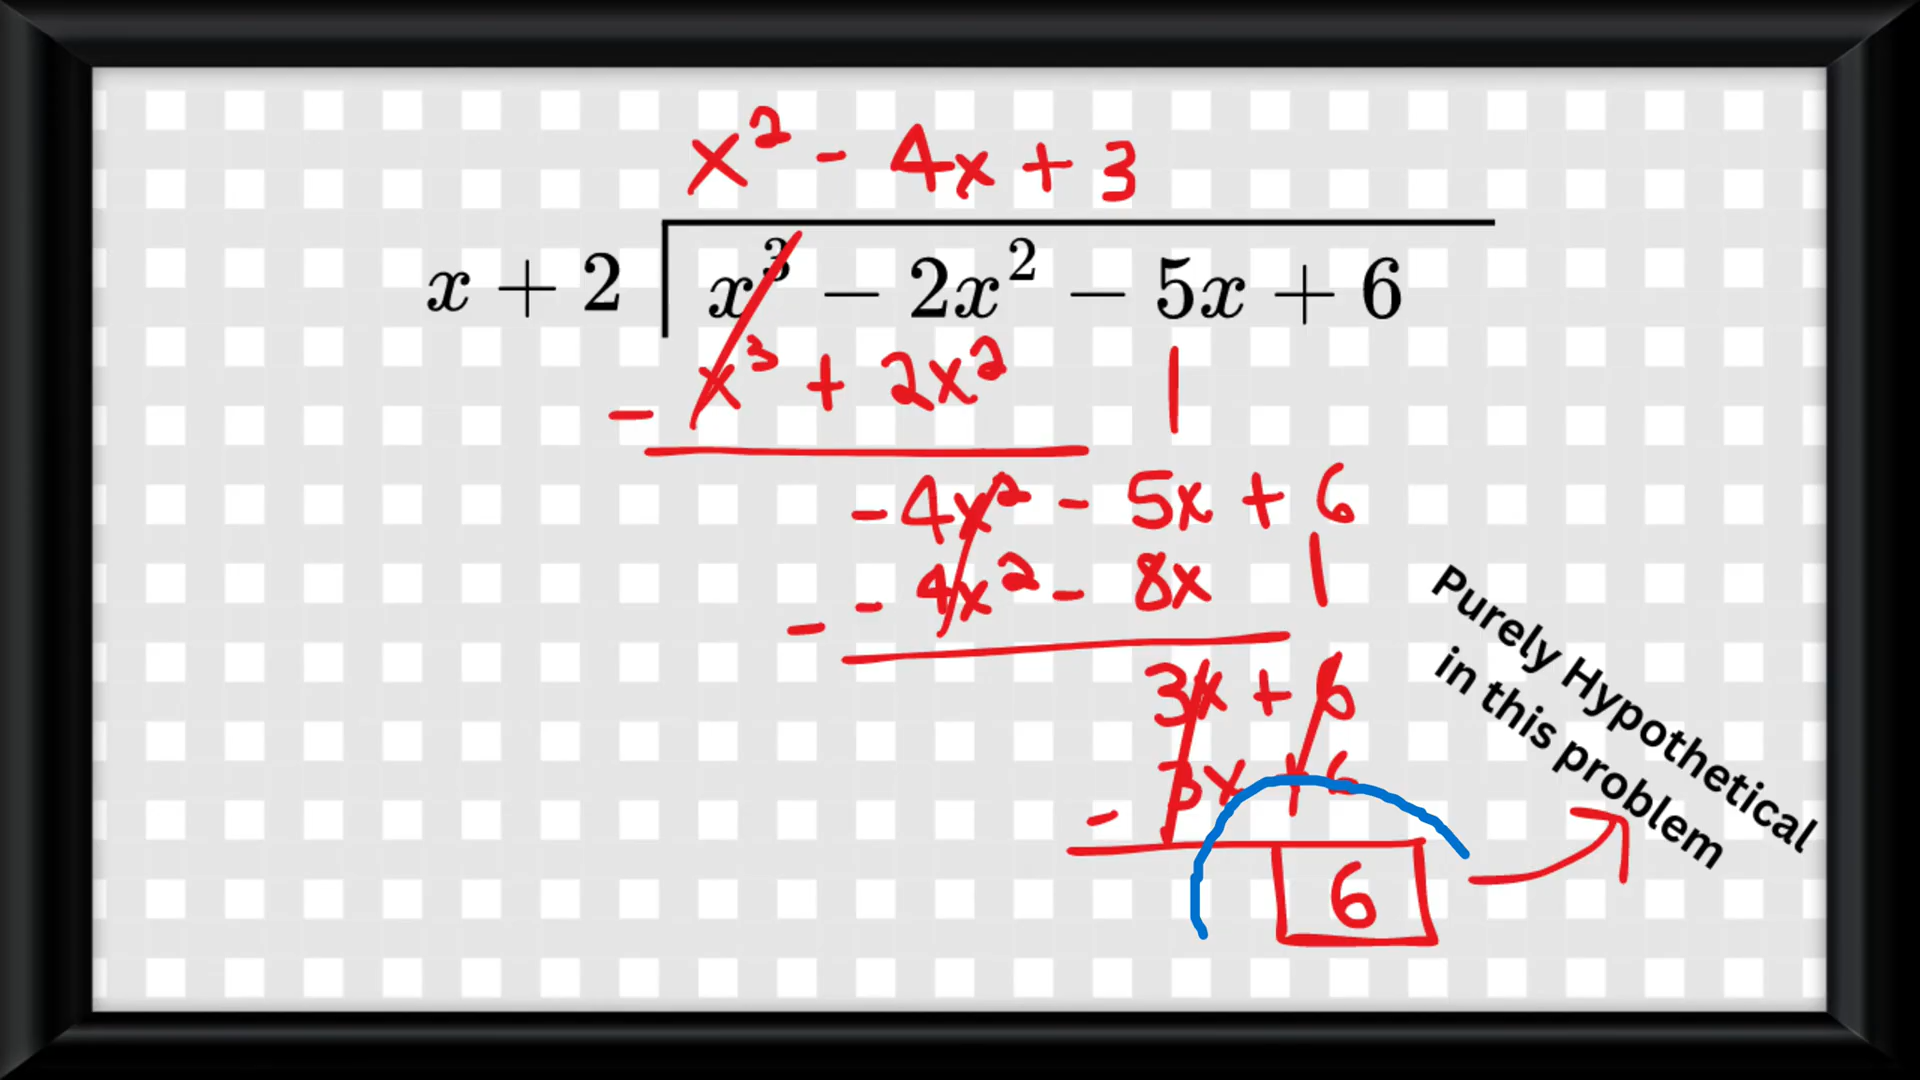 x² - 4x + 3
x + 2 x³ − 2x² − 5x + 6
- x³ + 2x² |
-4x² - 5x + 6
- - 4x² - 8x |
3x + 6
- 3x + 6
6
Purely Hypothetical
in this problem